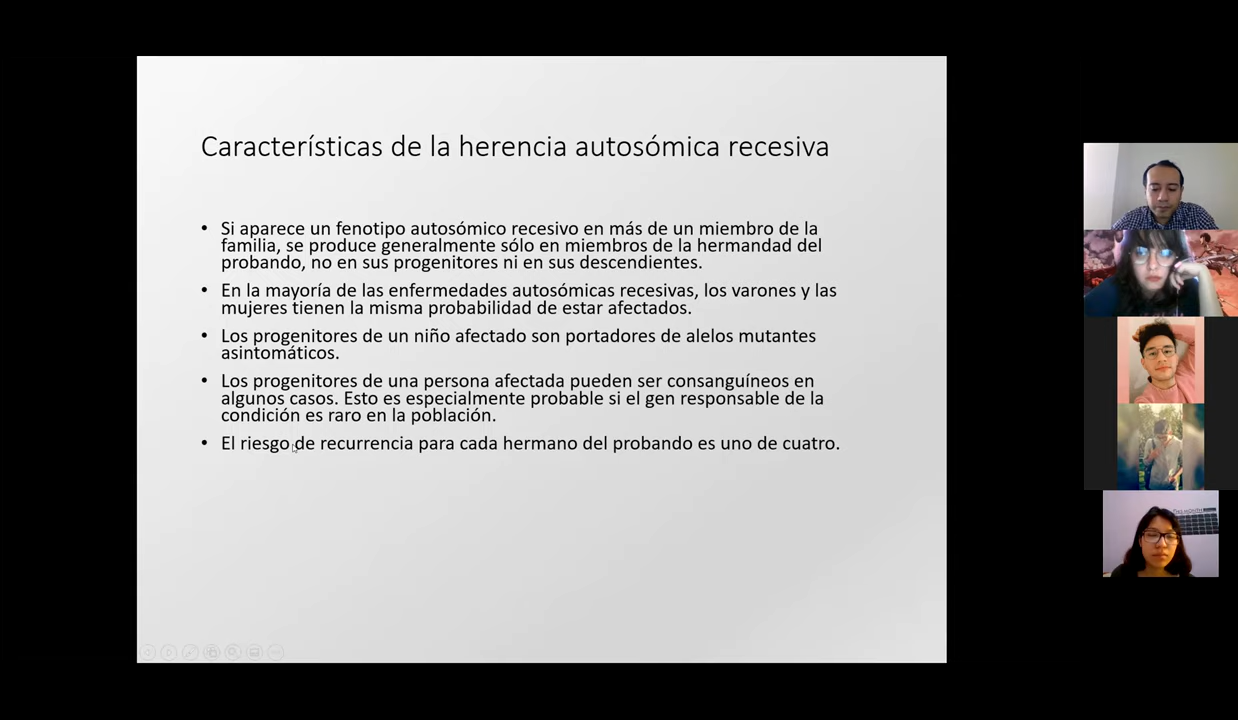 Características de la herencia autosómica recesiva
• Si aparece un fenotipo autosómico recesivo en más de un miembro de la
familia, se produce generalmente sólo en miembros de la hermandad del
probando, no en sus progenitores ni en sus descendientes.
• En la mayoría de las enfermedades autosómicas recesivas, los varones y las
mujeres tienen la misma probabilidad de estar afectados.
• Los progenitores de un niño afectado son portadores de alelos mutantes
asintomáticos.
• Los progenitores de una persona afectada pueden ser consanguíneos en
algunos casos. Esto es especialmente probable si el gen responsable de la
condición es raro en la población.
• El riesgo de recurrencia para cada hermano del probando es uno de cuatro.